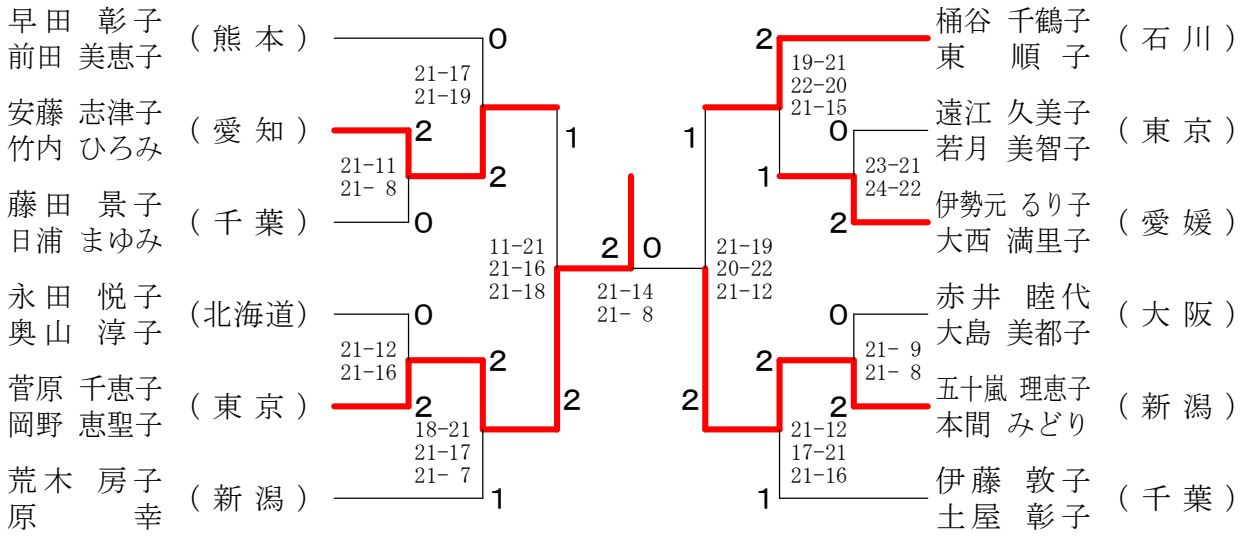 早田 彰子
前田 美恵子
(熊本)
0
21-17
21-19
安藤 志津子
竹内 ひろみ
(愛知)
2
21-11
21- 8
2
藤田 景子
日浦 まゆみ
(千葉)
0
1
11-21
21-16
21-18
永田 悦子
奥山 淳子
(北海道)
0
21-12
21-16
2
菅原 千恵子
岡野 恵聖子
(東京)
2
18-21
21-17
21- 7
2
荒木 房子
原 幸
(新潟)
1
2 0
21-14
21- 8
桶谷 千鶴子
東 順子
(石川)
2
19-21
22-20
21-15
1
遠江 久美子
若月 美智子
(東京)
0
23-21
24-22
1
伊勢元 るり子
大西 満里子
(愛媛)
2
21-19
20-22
21-12
赤井 睦代
大島 美都子
(大阪)
0
21- 9
21- 8
2
五十嵐 理恵子
本間 みどり
(新潟)
2
2
21-12
17-21
21-16
伊藤 敦子
土屋 彰子
(千葉)
1